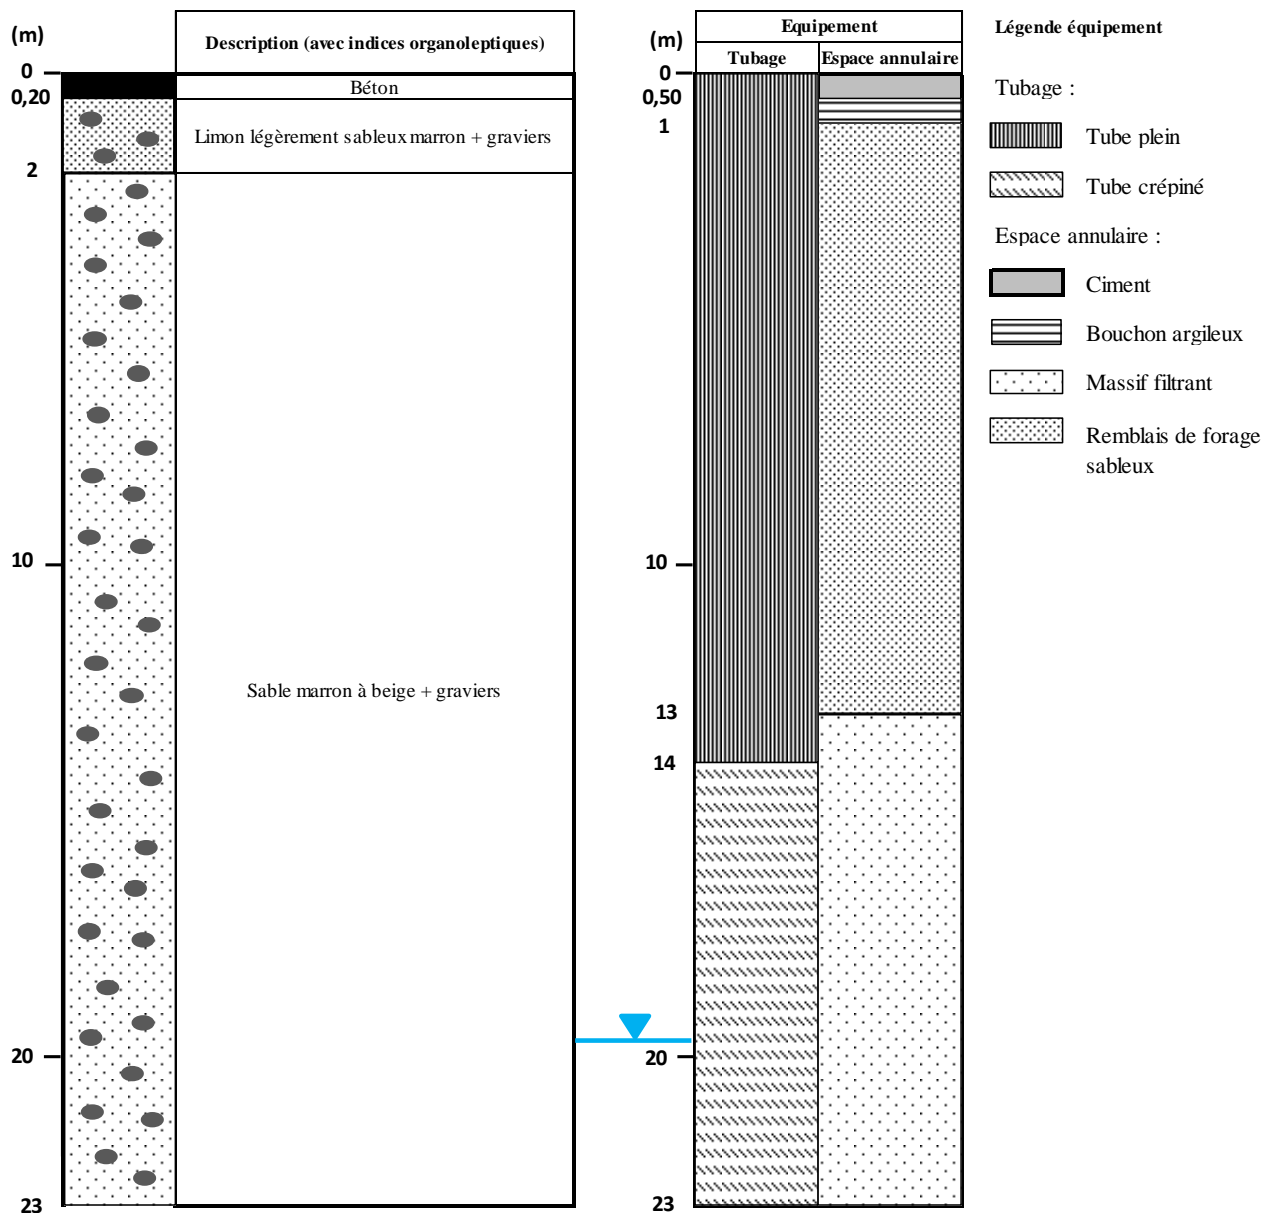 (m)
Description (avec indices organoleptiques)
0
0,20
2
10
20
23
Béton
Limon légèrement sableux marron + graviers
Sable marron à beige + graviers
(m)
Equipement
Tubage
Espace annulaire
0
0,50
1
10
13
14
20
23
Légende équipement
Tubage :
Tube plein
Tube crépiné
Espace annulaire :
Ciment
Bouchon argileux
Massif filtrant
Remblais de forage
sableux